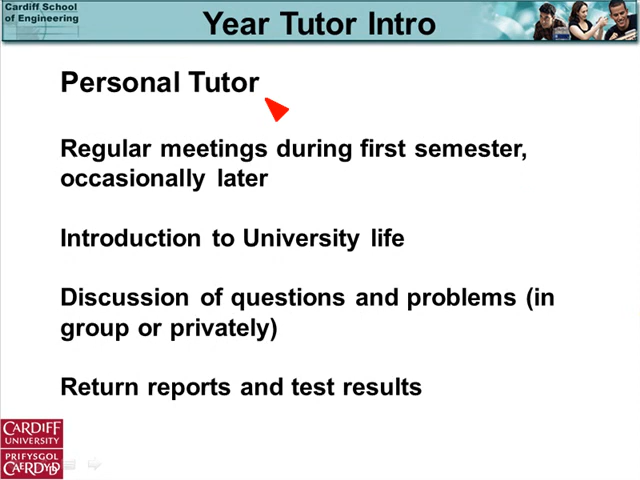 Cardiff School
of Engineering
Year Tutor Intro
Personal Tutor
Regular meetings during first semester,
occasionally later
Introduction to University life
Discussion of questions and problems (in
group or privately)
Return reports and test results
CARDIFF
UNIVERSITY
PRIFYSGOL
CAERDYDD